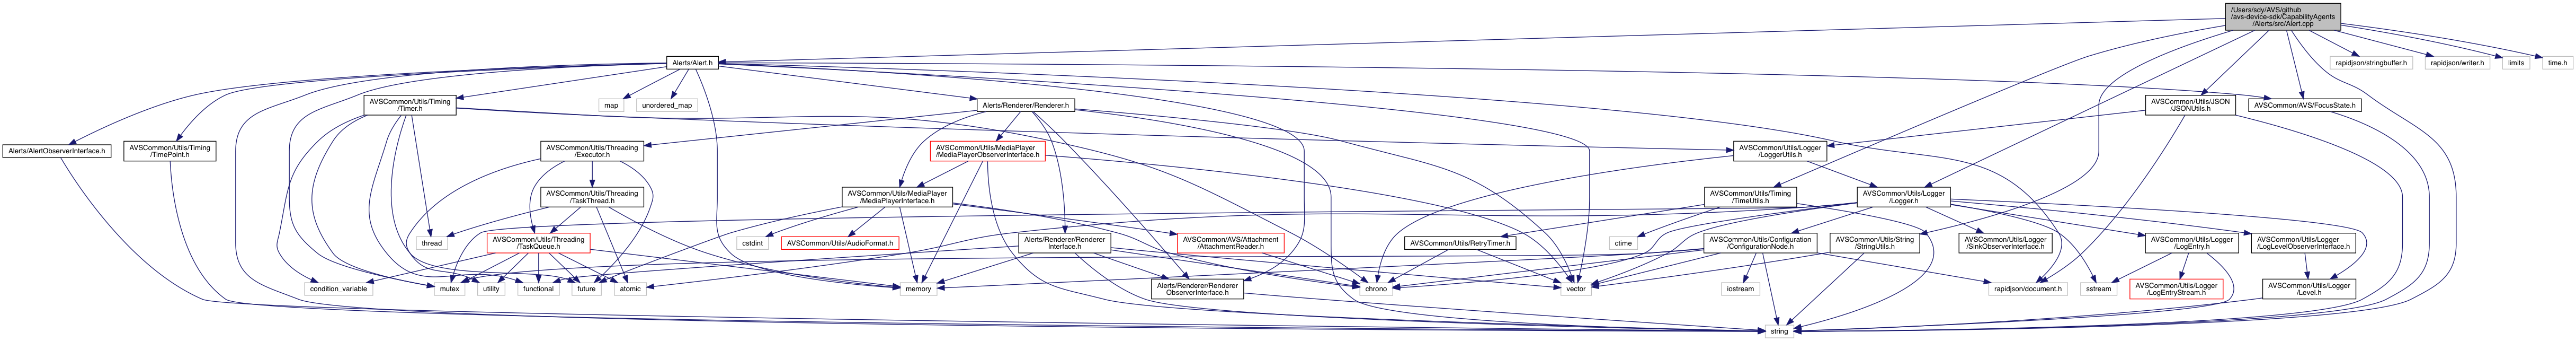 /Users/sdy/AVS/github
/avs-device-sdk/CapabilityAgents
/Alerts/src/Alert.cpp
Alerts/Alert.h
rapidjson/stringbuffer.h
rapidjson/writer.h
limits
time.h
AVSCommon/Utils/Timing
/Timer.h
map
unordered_map
Alerts/Renderer/Renderer.h
AVSCommon/Utils/JSON
/JSONUtils.h
AVSCommon/AVS/FocusState.h
Alerts/AlertObserverInterface.h
AVSCommon/Utils/Timing
/TimePoint.h
AVSCommon/Utils/Threading
/Executor.h
AVSCommon/Utils/MediaPlayer
/MediaPlayerObserverInterface.h
AVSCommon/Utils/Logger
/LoggerUtils.h
AVSCommon/Utils/Threading
/TaskThread.h
AVSCommon/Utils/MediaPlayer
/MediaPlayerInterface.h
AVSCommon/Utils/Timing
/TimeUtils.h
AVSCommon/Utils/Logger
/Logger.h
thread
AVSCommon/Utils/Threading
/TaskQueue.h
cstdint
AVSCommon/Utils/AudioFormat.h
Alerts/Renderer/Renderer
Interface.h
AVSCommon/AVS/Attachment
/AttachmentReader.h
AVSCommon/Utils/RetryTimer.h
ctime
AVSCommon/Utils/Configuration
/ConfigurationNode.h
AVSCommon/Utils/String
/StringUtils.h
AVSCommon/Utils/Logger
/SinkObserverInterface.h
AVSCommon/Utils/Logger
/LogEntry.h
AVSCommon/Utils/Logger
/LogLevelObserverInterface.h
condition_variable
mutex
utility
functional
future
atomic
memory
Alerts/Renderer/Renderer
ObserverInterface.h
chrono
vector
iostream
rapidjson/document.h
sstream
AVSCommon/Utils/Logger
/LogEntryStream.h
AVSCommon/Utils/Logger
/Level.h
string